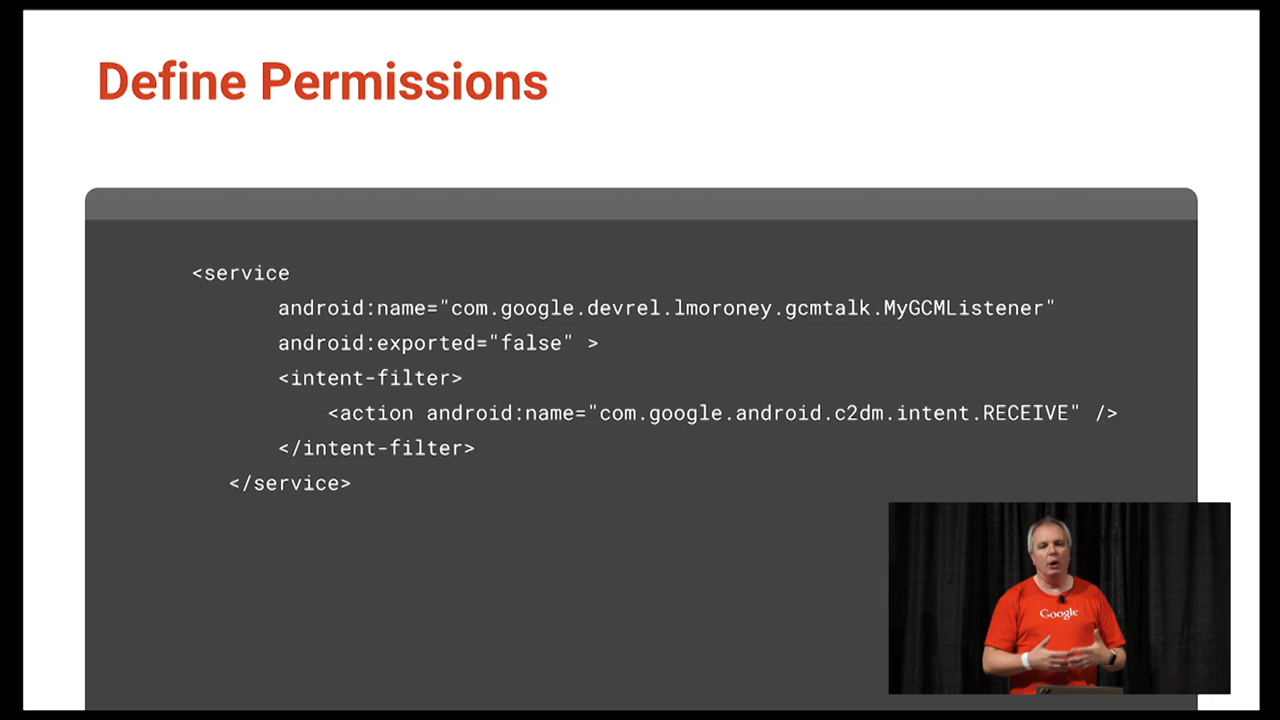 Define Permissions
<service
android:name="com.google.devrel.lmoroney.gcmtalk.MyGCMListener"
android:exported="false" >
<intent-filter>
<action android:name="com.google.android.c2dm.intent.RECEIVE" />
</intent-filter>
</service>
Google